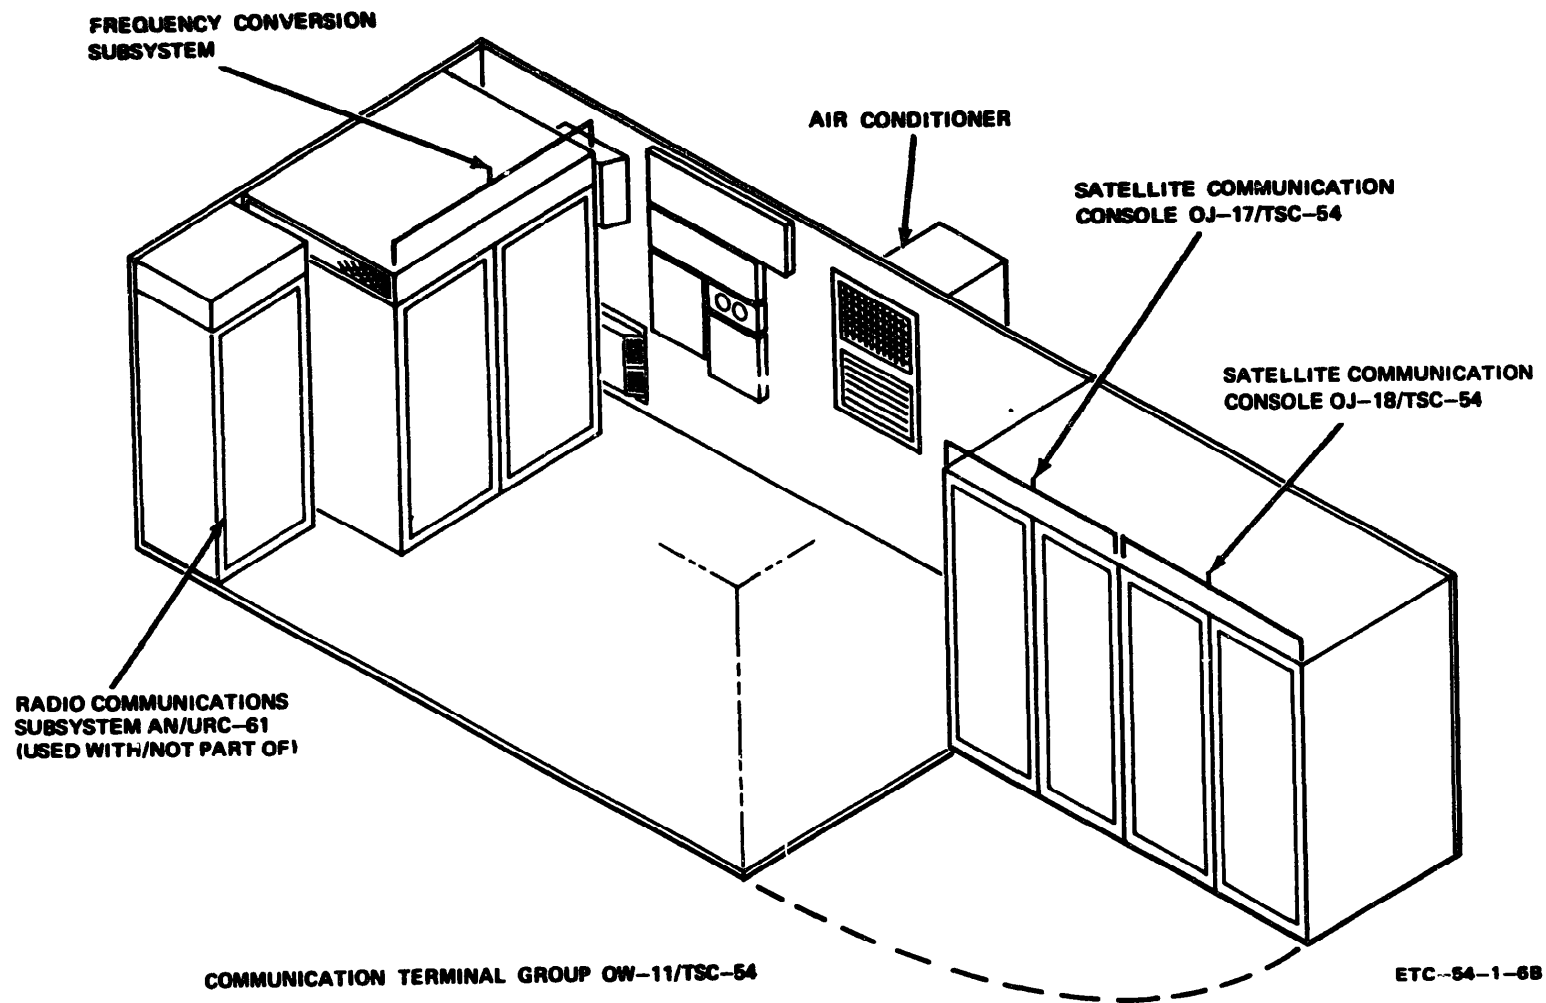 FREQUENCY CONVERSION
SUBSYSTEM
AIR CONDITIONER
SATELLITE COMMUNICATION
CONSOLE OJ-17/TSC-54
SATELLITE COMMUNICATION
CONSOLE OJ-18/TSC-54
RADIO COMMUNICATIONS
SUBSYSTEM AN/URC-61
(USED WITH/NOT PART OF)
COMMUNICATION TERMINAL GROUP OW-11/TSC-54
ETC-54-1-6B